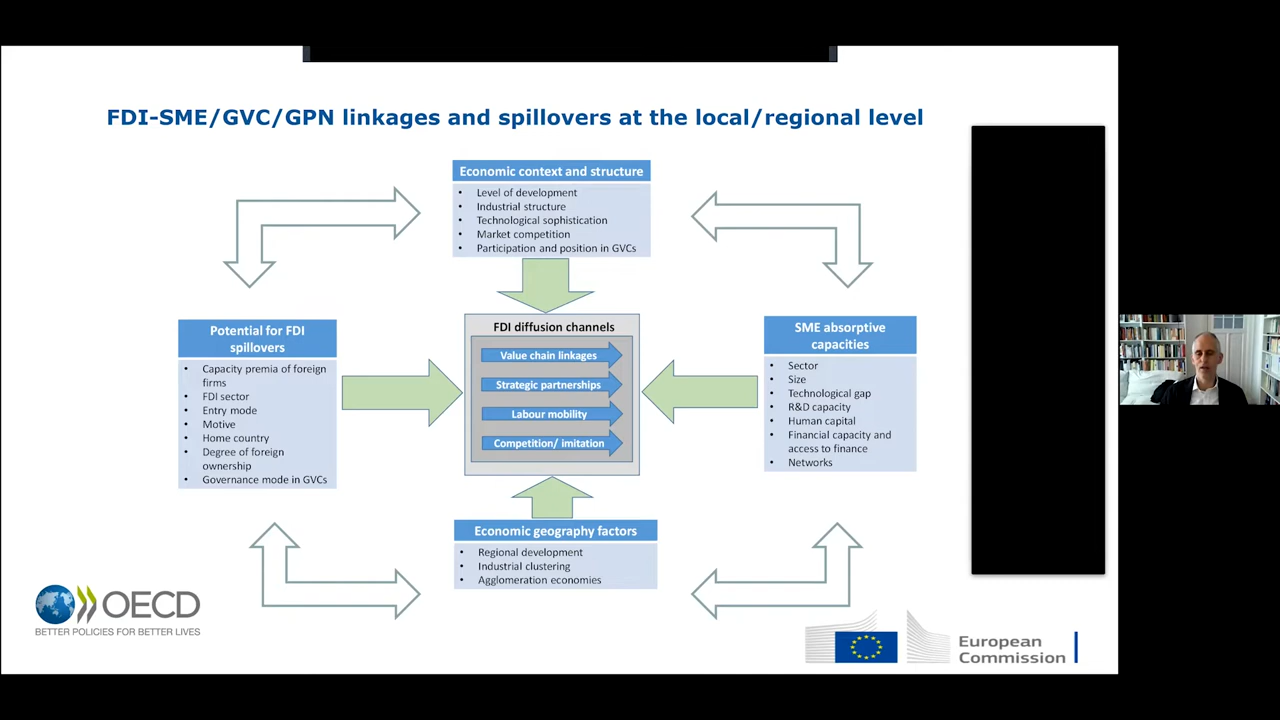 FDI-SME/GVC/GPN linkages and spillovers at the local/regional level
Economic context and structure
• Level of development
• Industrial structure
• Technological sophistication
• Market competition
• Participation and position in GVCs
Potential for FDI
spillovers
• Capacity premia of foreign
firms
• FDI sector
• Entry mode
• Motive
• Home country
• Degree of foreign
ownership
• Governance mode in GVCs
FDI diffusion channels
Value chain linkages
Strategic partnerships
Labour mobility
Competition/ imitation
SME absorptive
capacities
• Sector
• Size
• Technological gap
• R&D capacity
• Human capital
• Financial capacity and
access to finance
• Networks
Economic geography factors
• Regional development
• Industrial clustering
• Agglomeration economies
OECD
BETTER POLICIES FOR BETTER LIVES
European
Commission